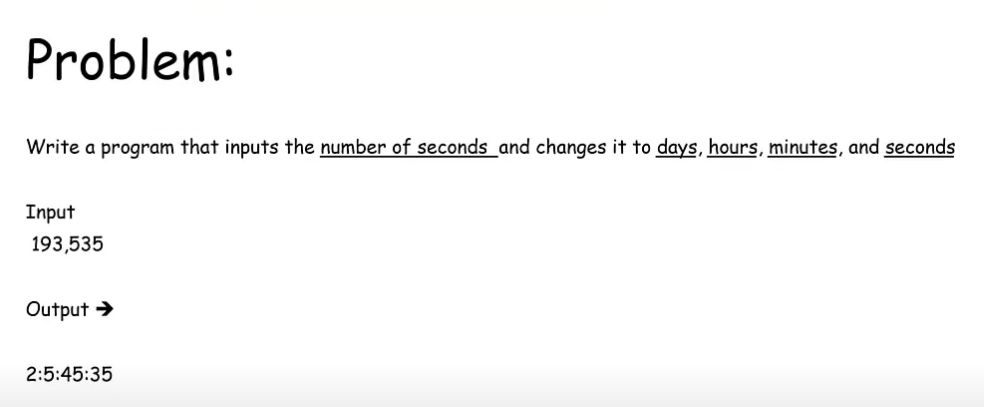 Problem:
Write a program that inputs the number of seconds and changes it to days, hours, minutes, and seconds
Input
193,535
Output →
2:5:45:35